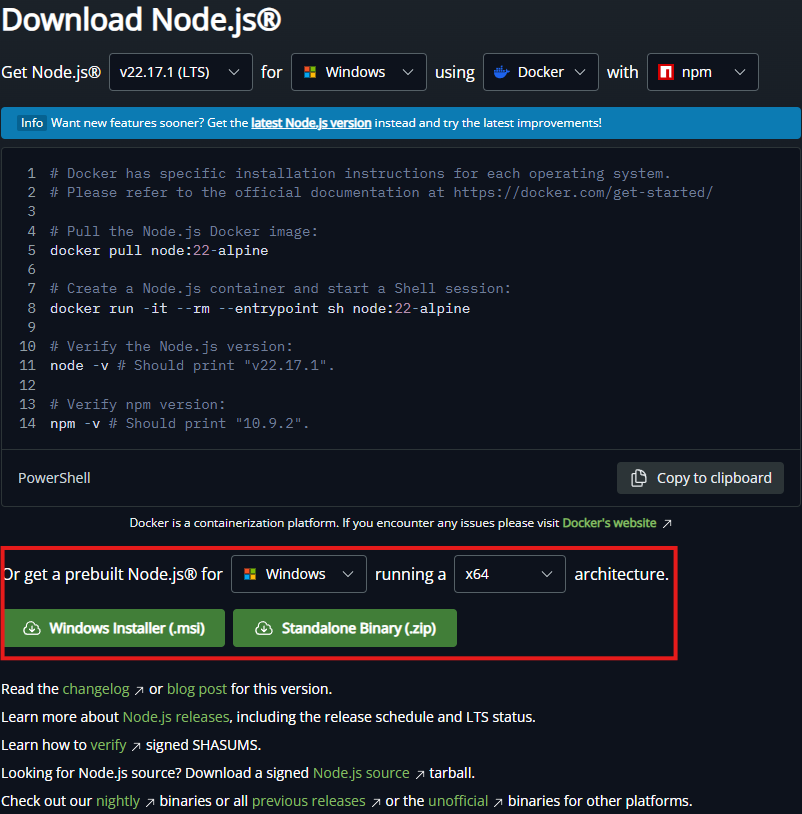 Download Node.js®
Get Node.js® v22.17.1 (LTS) for Windows using Docker with npm
Info Want new features sooner? Get the latest Node.js version instead and try the latest improvements!
1 # Docker has specific installation instructions for each operating system.
2 # Please refer to the official documentation at https://docker.com/get-started/
3
4 # Pull the Node.js Docker image:
5 docker pull node:22-alpine
6
7 # Create a Node.js container and start a Shell session:
8 docker run -it --rm --entrypoint sh node:22-alpine
9
10 # Verify the Node.js version:
11 node -v # Should print "v22.17.1".
12
13 # Verify npm version:
14 npm -v # Should print "10.9.2".
PowerShell Copy to clipboard
Docker is a containerization platform. If you encounter any issues please visit Docker's website
Or get a prebuilt Node.js® for Windows running a x64 architecture.
Windows Installer (.msi) Standalone Binary (.zip)
Read the changelog or blog post for this version.
Learn more about Node.js releases, including the release schedule and LTS status.
Learn how to verify signed SHASUMS.
Looking for Node.js source? Download a signed Node.js source tarball.
Check out our nightly binaries or all previous releases or the unofficial binaries for other platforms.